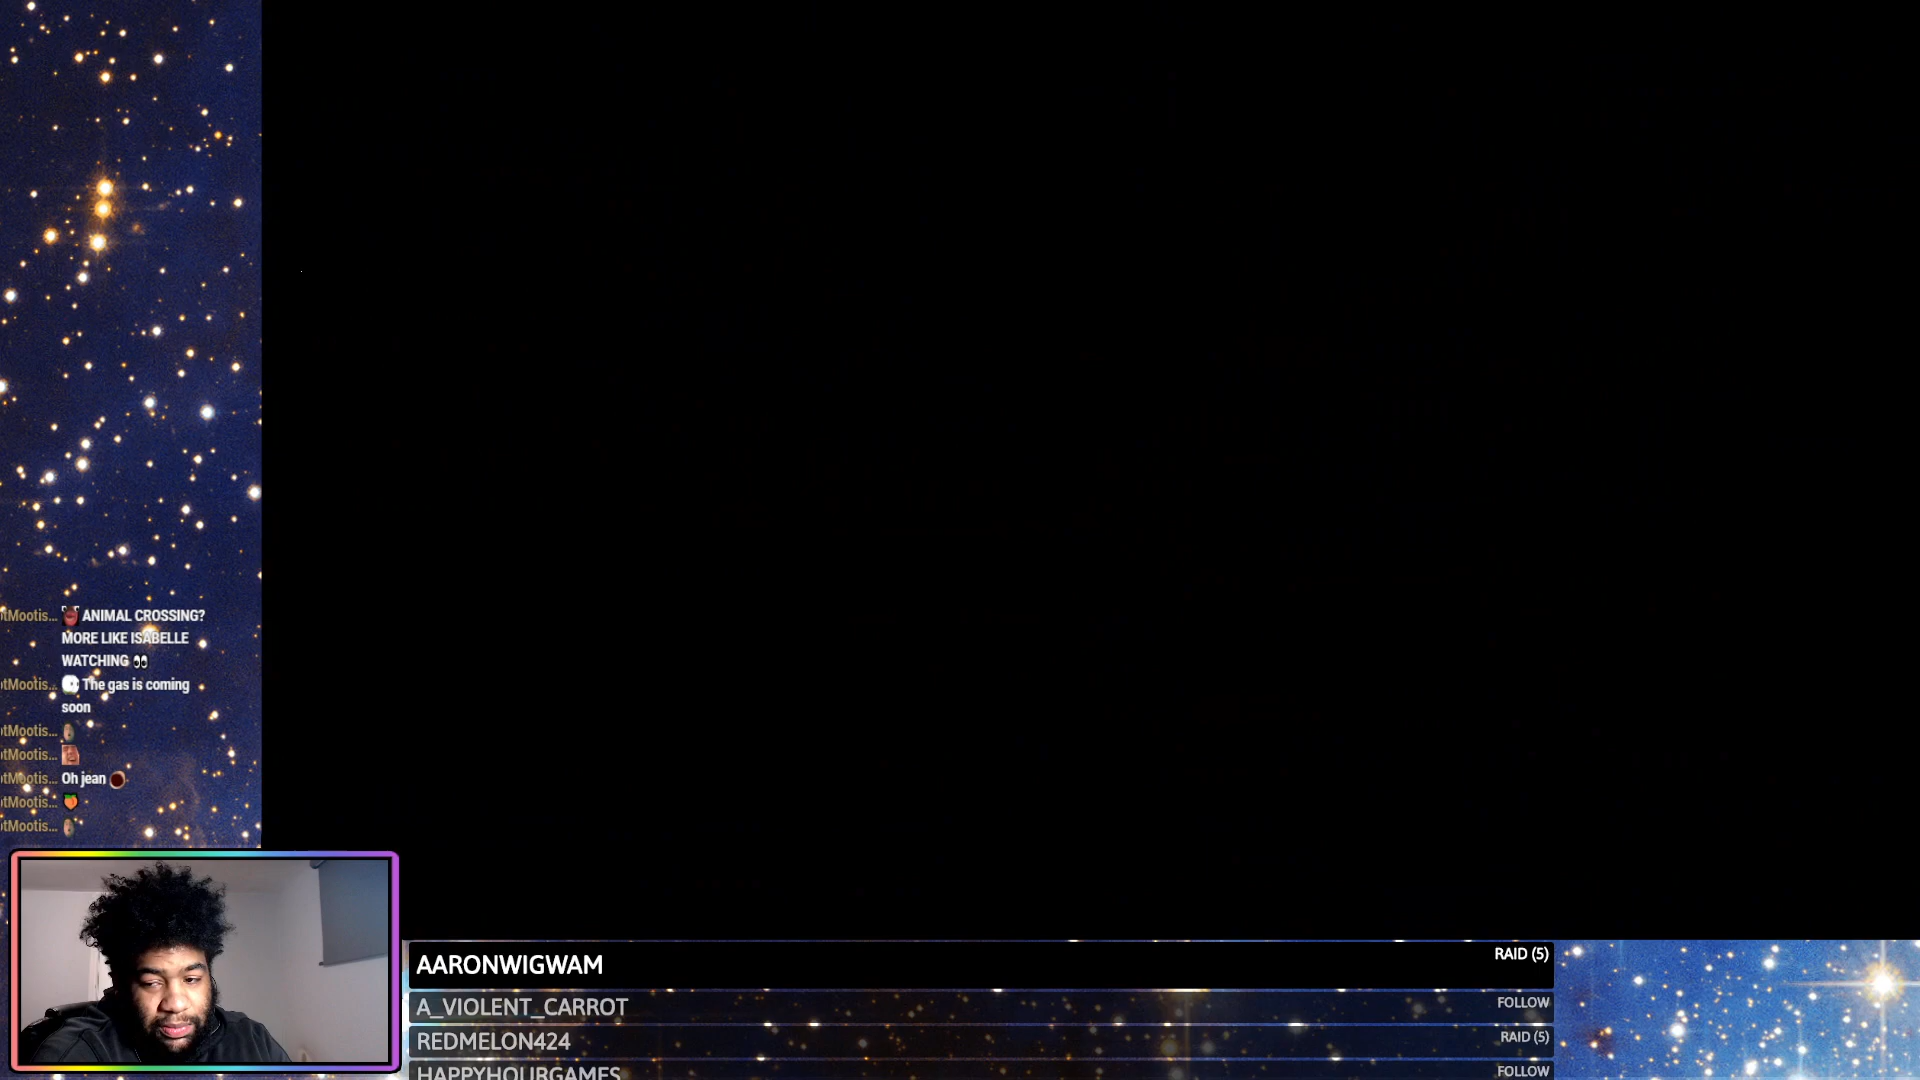 tMootis... ANIMAL CROSSING?
MORE LIKE ISABELLE
WATCHING 👀
tMootis... The gas is coming
soon
tMootis...
tMootis...
tMootis... Oh jean
tMootis... 🍑
tMootis...
AARONWIGWAM RAID (5)
A_VIOLENT_CARROT FOLLOW
REDMELON424 RAID (5)
HAPPYHOURGAMES FOLLOW